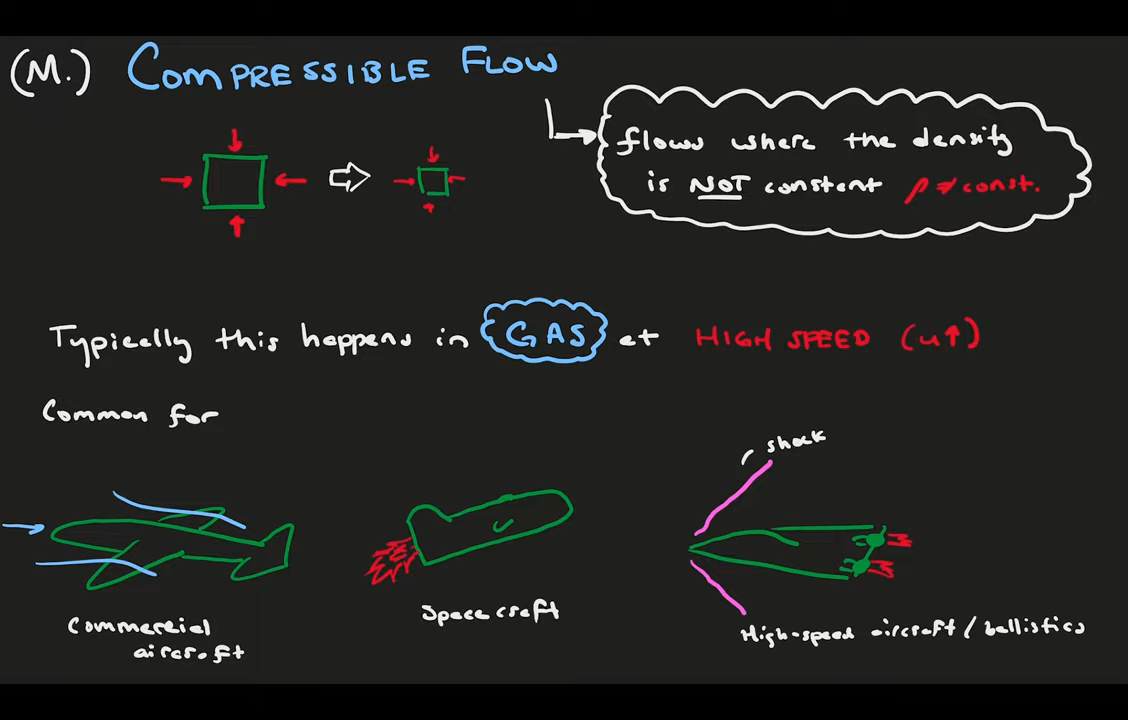 (M.) COMPRESSIBLE FLOW
flows where the density
is NOT constant ρ ≠ const.
Typically this happens in GAS at HIGH SPEED (u↑)
Common for
shock
Commercial
aircraft
Spacecraft
High-speed aircraft / ballistics